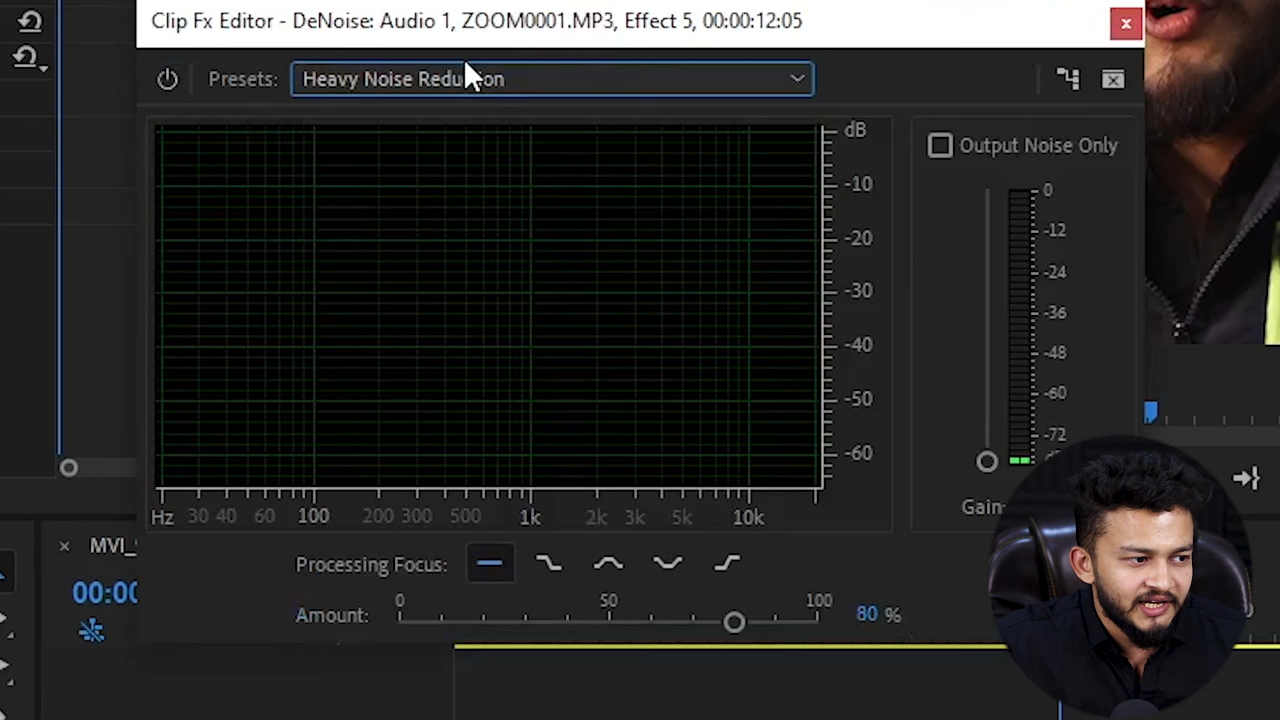 Clip Fx Editor - DeNoise: Audio 1, ZOOM0001.MP3, Effect 5, 00:00:12:05
x
Presets: Heavy Noise Reduction
dB
-10
-20
-30
-40
-50
-60
Hz 30 40 60 100 200 300 500 1k 2k 3k 5k 10k
Output Noise Only
0
-12
-24
-36
-48
-60
-72
Gain:
Processing Focus:
0 50 100
Amount: 80 %
× MVI_
00:00